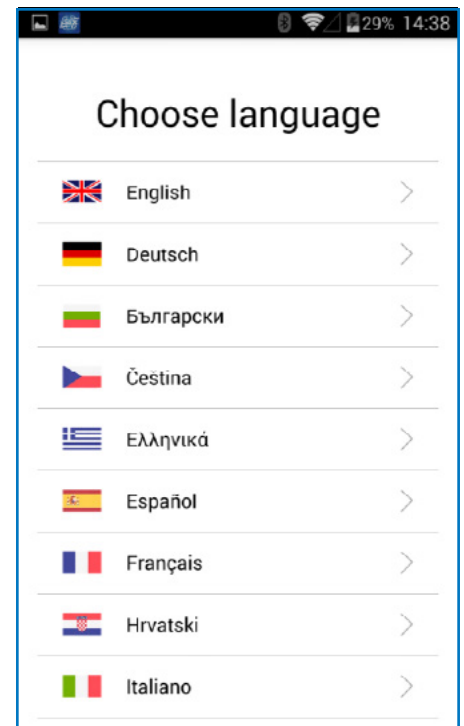 29% 14:38
Choose language
English
Deutsch
Български
Čeština
Ελληνικά
Español
Français
Hrvatski
Italiano